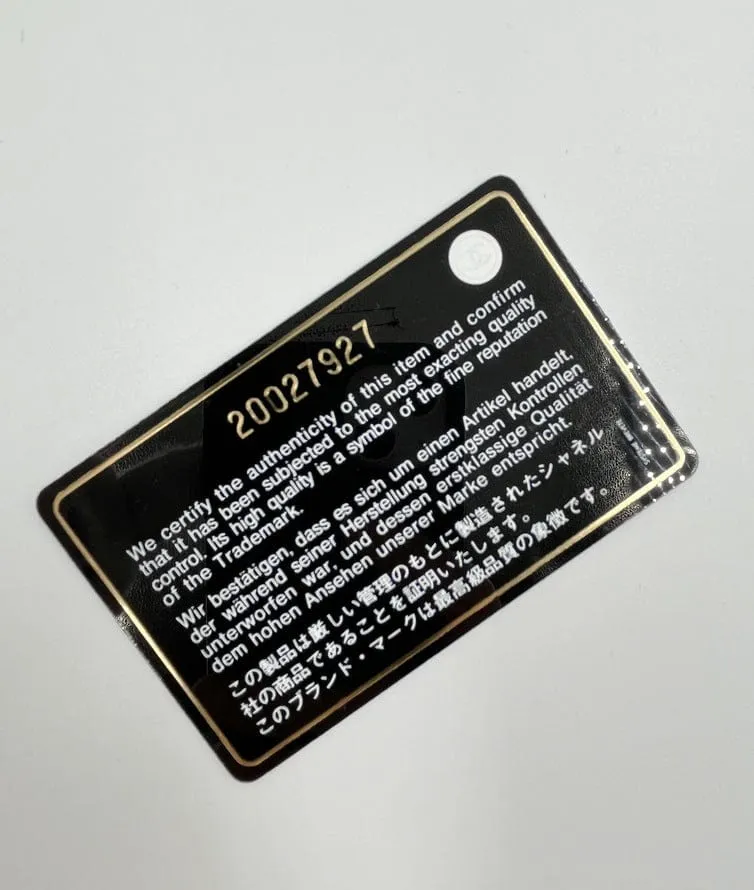 20027927
We certify the authenticity of this item and confirm
that it has been subjected to the most exacting quality
control. Its high quality is a symbol of the fine reputation
of the Trademark.
Wir bestätigen, dass es sich um einen Artikel handelt,
der während seiner Herstellung strengsten Kontrollen
unterworfen war, und dessen erstklassige Qualität
dem hohen Ansehen unserer Marke entspricht.
この製品は厳しい管理のもとに製造されたシャネル
社の商品であることを証明いたします。
このブランド・マークは最高級品質の象徴です。